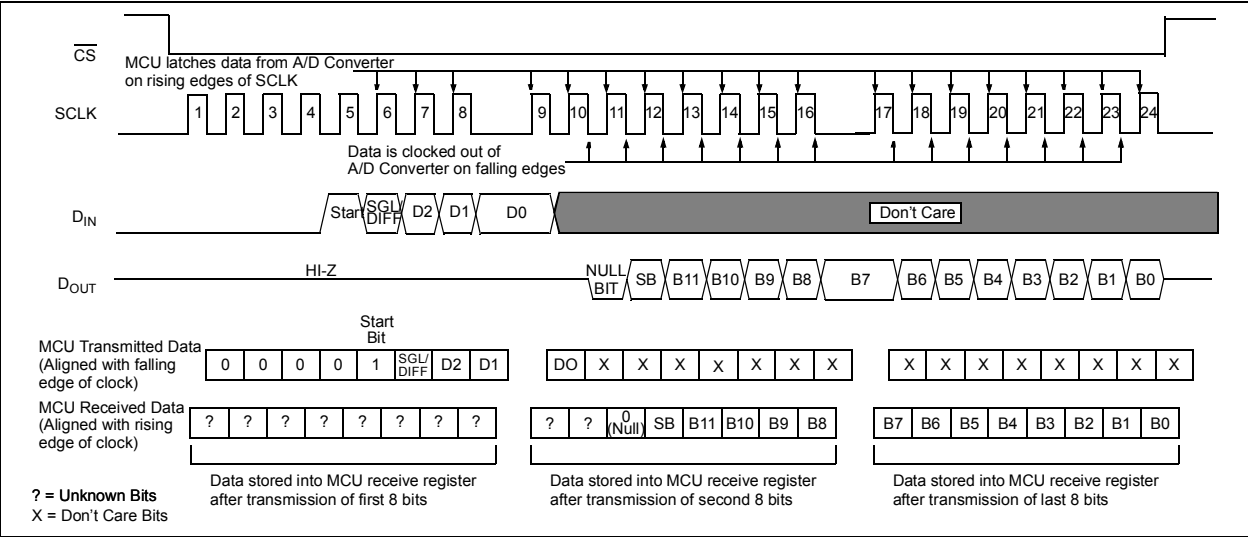 CS
MCU latches data from A/D Converter
on rising edges of SCLK
SCLK
1 2 3 4 5 6 7 8 9 10 11 12 13 14 15 16 17 18 19 20 21 22 23 24
Data is clocked out of
A/D Converter on falling edges
DIN
Start SGL/ DIFF D2 D1 D0 Don't Care
DOUT
HI-Z NULL BIT SB B11 B10 B9 B8 B7 B6 B5 B4 B3 B2 B1 B0
Start
Bit
MCU Transmitted Data
(Aligned with falling
edge of clock)
0 0 0 0 1 SGL/ DIFF D2 D1 DO X X X X X X X X X X X X X X X
MCU Received Data
(Aligned with rising
edge of clock)
? ? ? ? ? ? ? ? ? ? 0 (Null) SB B11 B10 B9 B8 B7 B6 B5 B4 B3 B2 B1 B0
Data stored into MCU receive register
after transmission of first 8 bits
Data stored into MCU receive register
after transmission of second 8 bits
Data stored into MCU receive register
after transmission of last 8 bits
? = Unknown Bits
X = Don't Care Bits